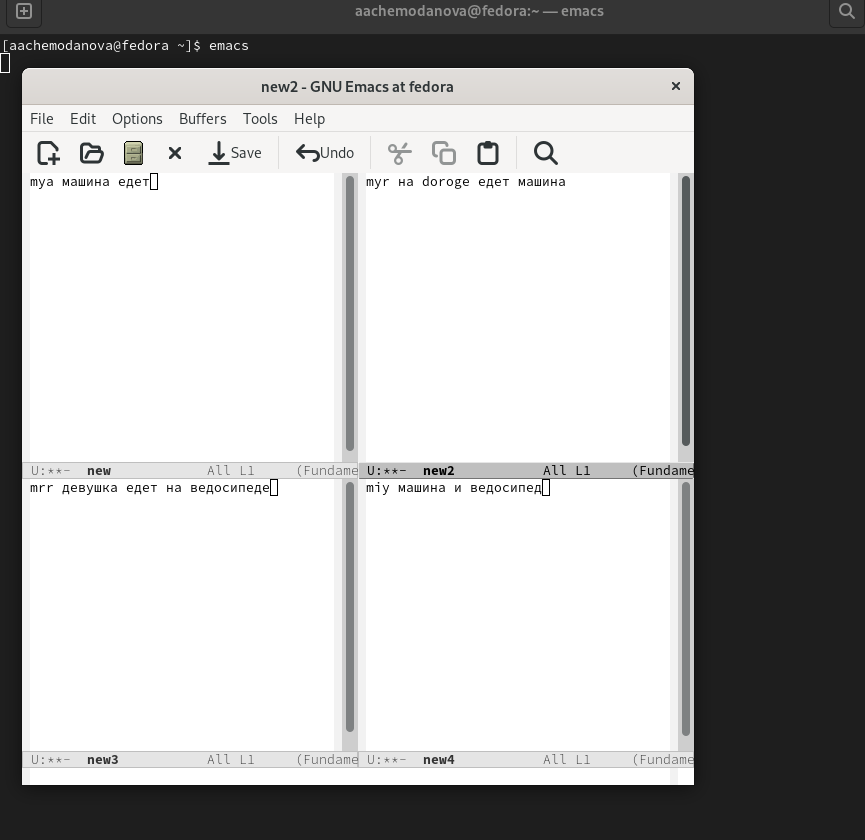 aachemodanova@fedora:~ — emacs
[aachemodanova@fedora ~]$ emacs
new2 - GNU Emacs at fedora
File Edit Options Buffers Tools Help
Save Undo
mya машина едет
myr на doroge едет машина
U:**- new All L1 (Fundame
U:**- new2 All L1 (Fundame
mrr девушка едет на ведосипеде
miy машина и ведосипед
U:**- new3 All L1 (Fundame
U:**- new4 All L1 (Fundame